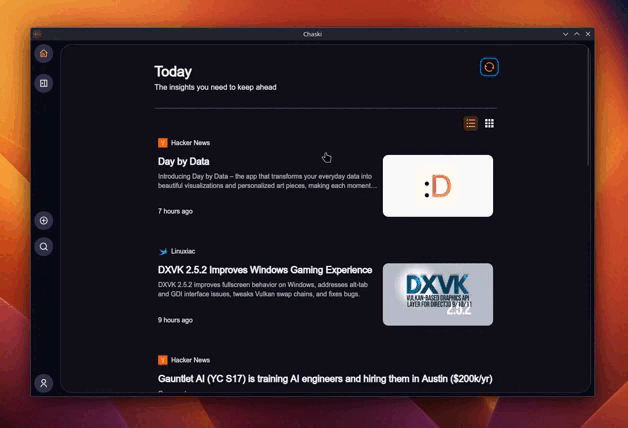 Chaski
Today
The insights you need to keep ahead
Hacker News
Day by Data
Introducing Day by Data – the app that transforms your everyday data into
beautiful visualizations and personalized art pieces, making each moment...
7 hours ago
:D
Linuxiac
DXVK 2.5.2 Improves Windows Gaming Experience
DXVK 2.5.2 improves fullscreen behavior on Windows, addresses alt-tab
and GDI interface issues, tweaks Vulkan swap chains, and fixes bugs.
9 hours ago
DXVK
VULKAN-BASED GRAPHICS API
LAYER FOR DIRECT3D 9/10/11
2.5.2
Hacker News
Gauntlet AI (YC S17) is training AI engineers and hiring them in Austin ($200k/yr)